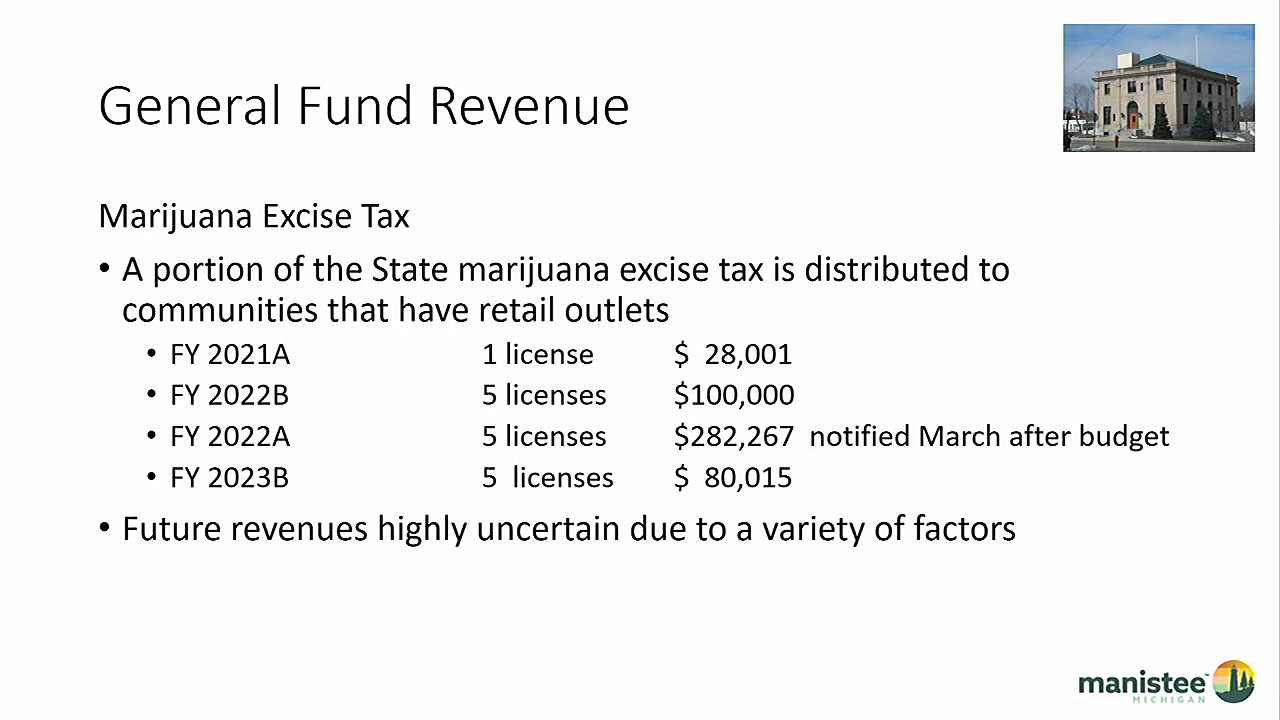 General Fund Revenue
Marijuana Excise Tax
• A portion of the State marijuana excise tax is distributed to
communities that have retail outlets
• FY 2021A 1 license $ 28,001
• FY 2022B 5 licenses $100,000
• FY 2022A 5 licenses $282,267 notified March after budget
• FY 2023B 5 licenses $ 80,015
• Future revenues highly uncertain due to a variety of factors
manistee
MICHIGAN